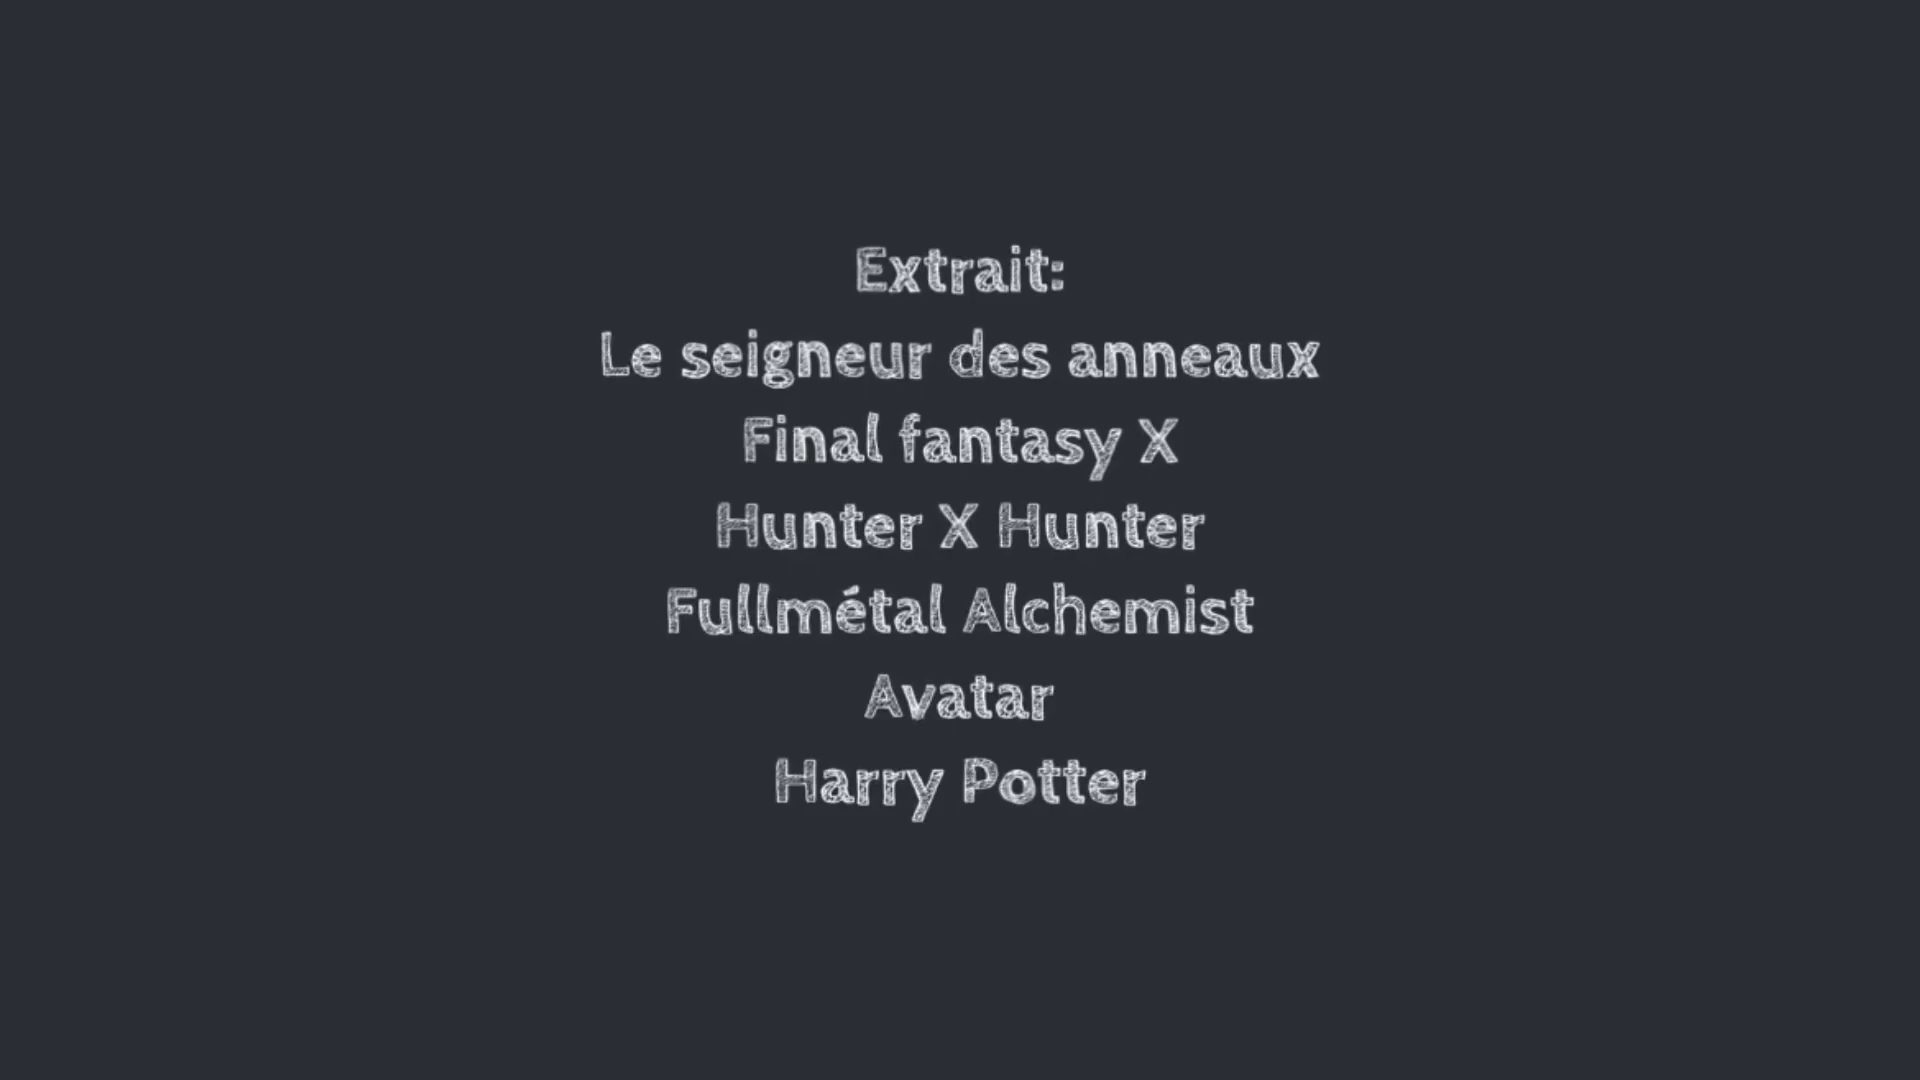 Extrait:
Le seigneur des anneaux
Final fantasy X
Hunter X Hunter
Fullmétal Alchemist
Avatar
Harry Potter